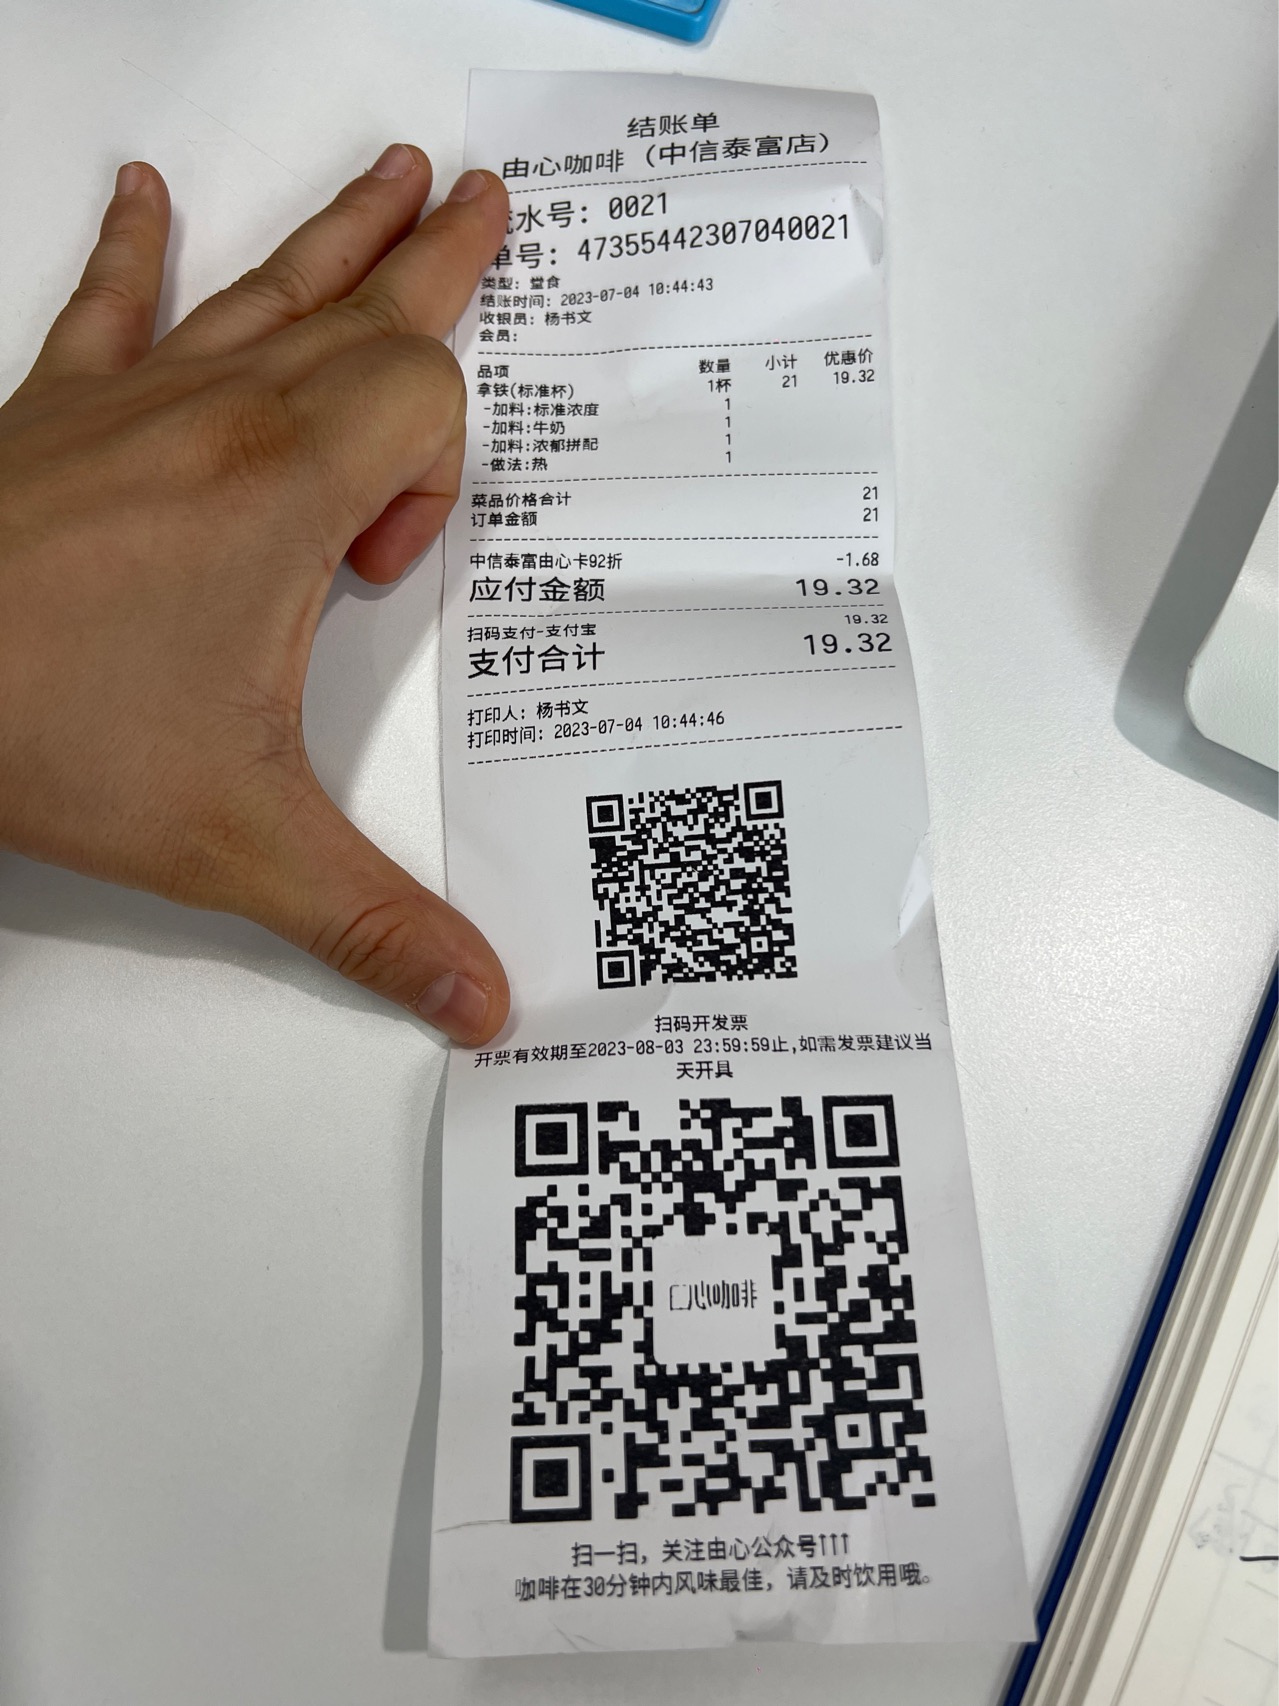 结账单
由心咖啡（中信泰富店）
水号: 0021
单号: 47355442307040021
类型: 堂食
结账时间: 2023-07-04 10:44:43
收银员: 杨书文
会员:
品项 数量 小计 优惠价
拿铁(标准杯) 1杯 21 19.32
-加料:标准浓度 1
-加料:牛奶 1
-加料:浓郁拼配 1
-做法:热 1
菜品价格合计 21
订单金额 21
中信泰富由心卡92折 -1.68
应付金额 19.32
扫码支付-支付宝 19.32
支付合计 19.32
打印人: 杨书文
打印时间: 2023-07-04 10:44:46
扫码开发票
开票有效期至2023-08-03 23:59:59止,如需发票建议当
天开具
心咖啡
扫一扫，关注由心公众号↑↑↑
咖啡在30分钟内风味最佳，请及时饮用哦。